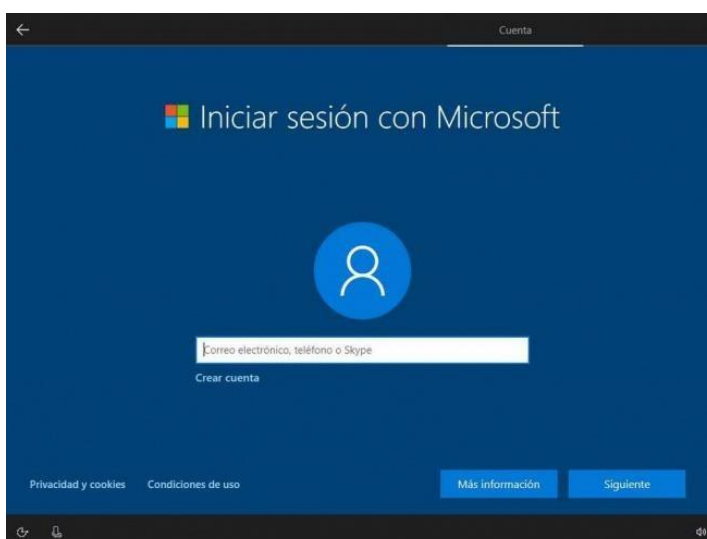 Cuenta
Iniciar sesión con Microsoft
Correo electrónico, teléfono o Skype
Crear cuenta
Privacidad y cookies
Condiciones de uso
Más información
Siguiente